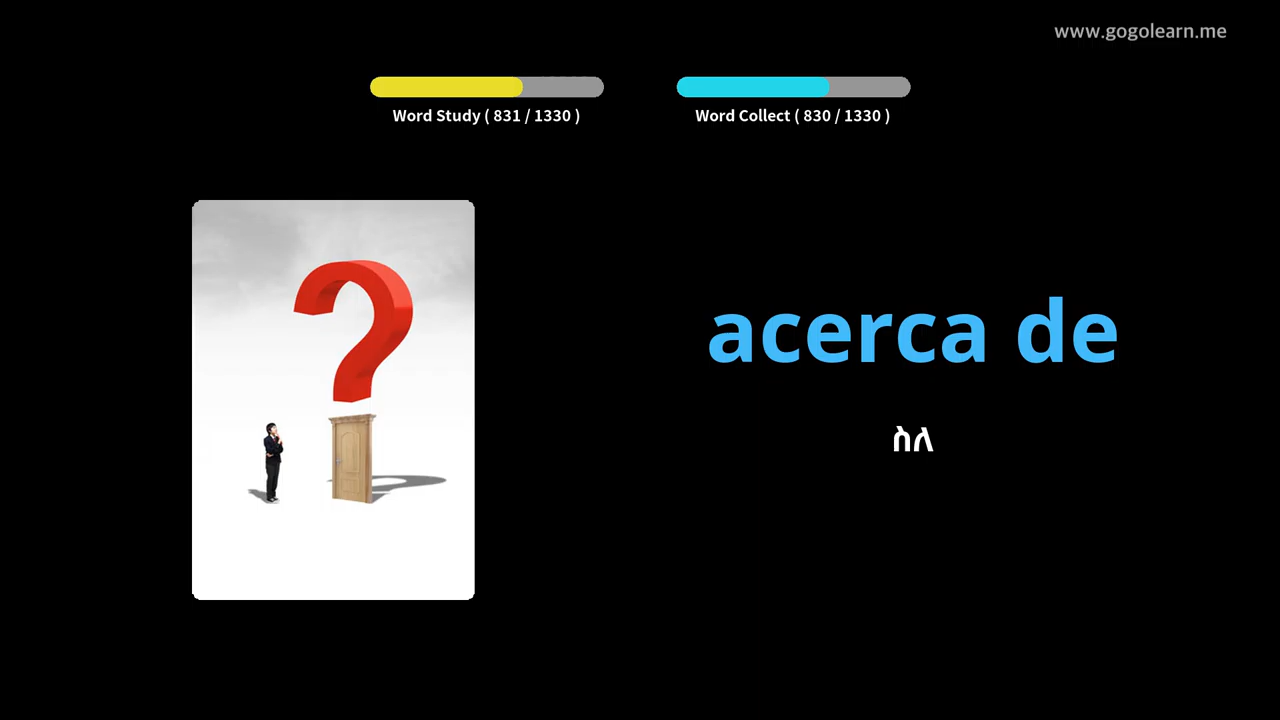 www.gogolearn.me
Word Study ( 831 / 1330 )
Word Collect ( 830 / 1330 )
acerca de
ስለ